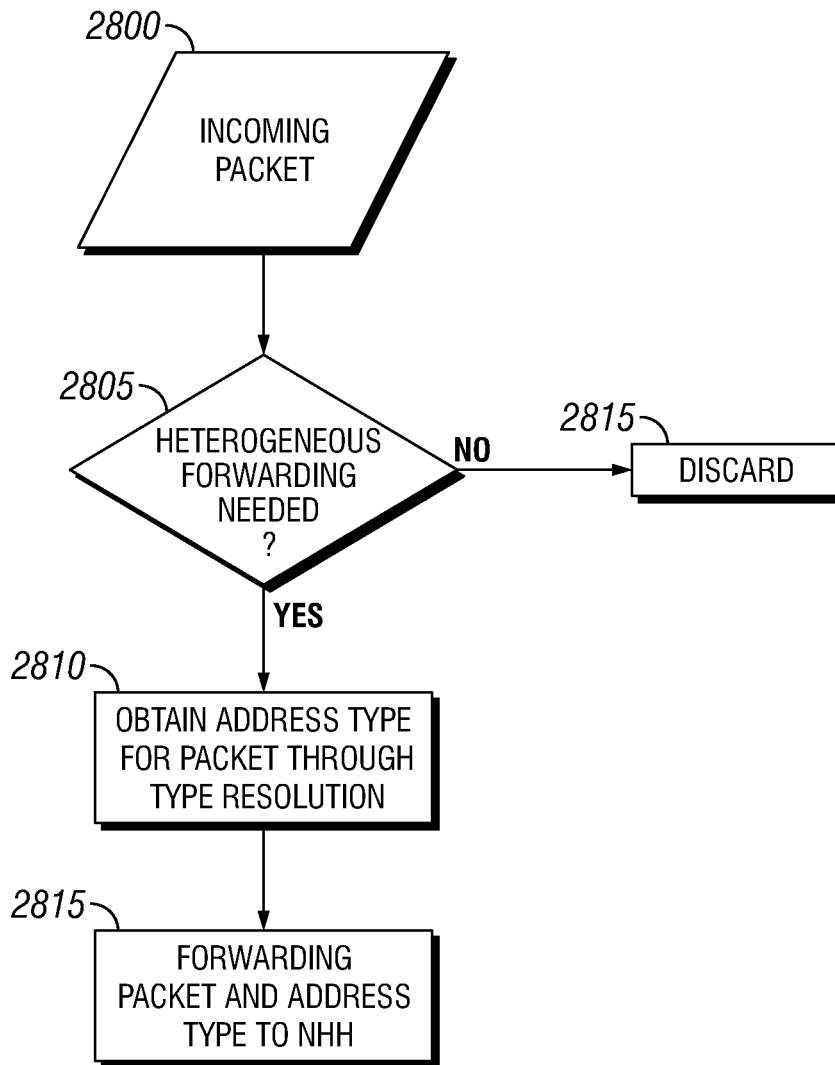 2800
INCOMING
PACKET
2805
HETEROGENEOUS
FORWARDING
NEEDED
?
NO
2815
DISCARD
YES
2810
OBTAIN ADDRESS TYPE
FOR PACKET THROUGH
TYPE RESOLUTION
2815
FORWARDING
PACKET AND ADDRESS
TYPE TO NHH